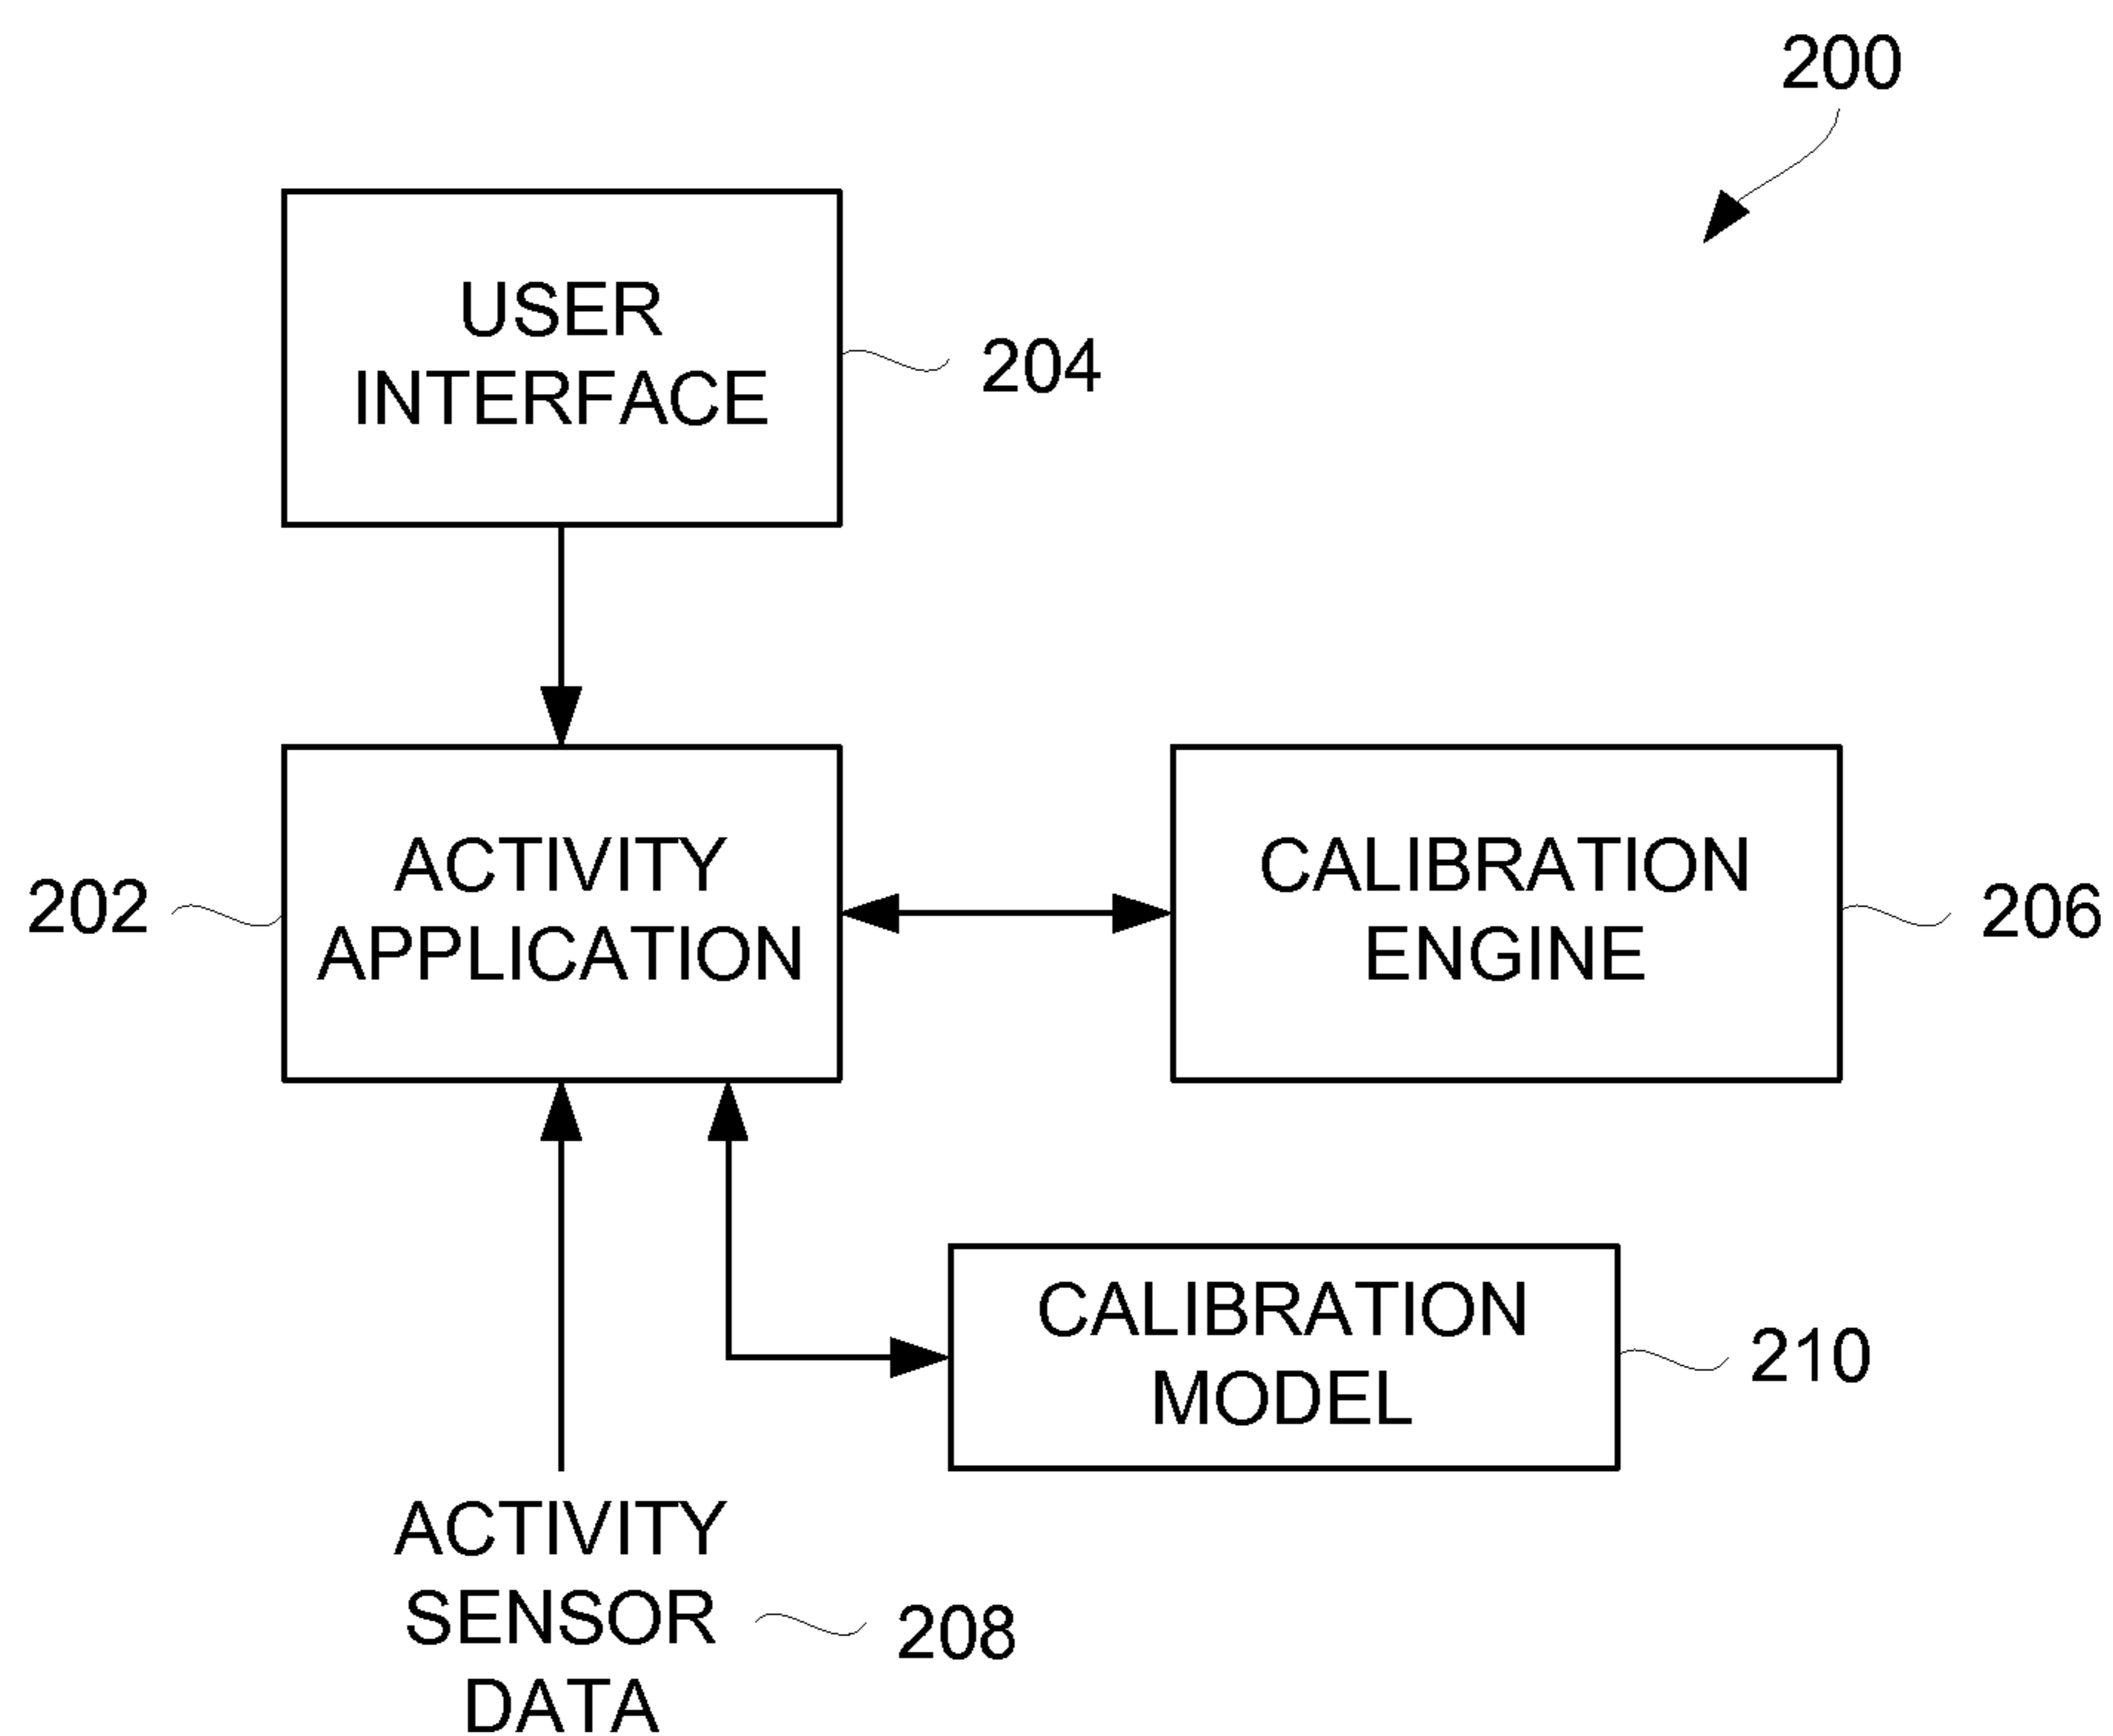 200
USER
INTERFACE
204
ACTIVITY
APPLICATION
202
CALIBRATION
ENGINE
206
CALIBRATION
MODEL
210
ACTIVITY
SENSOR
DATA
208